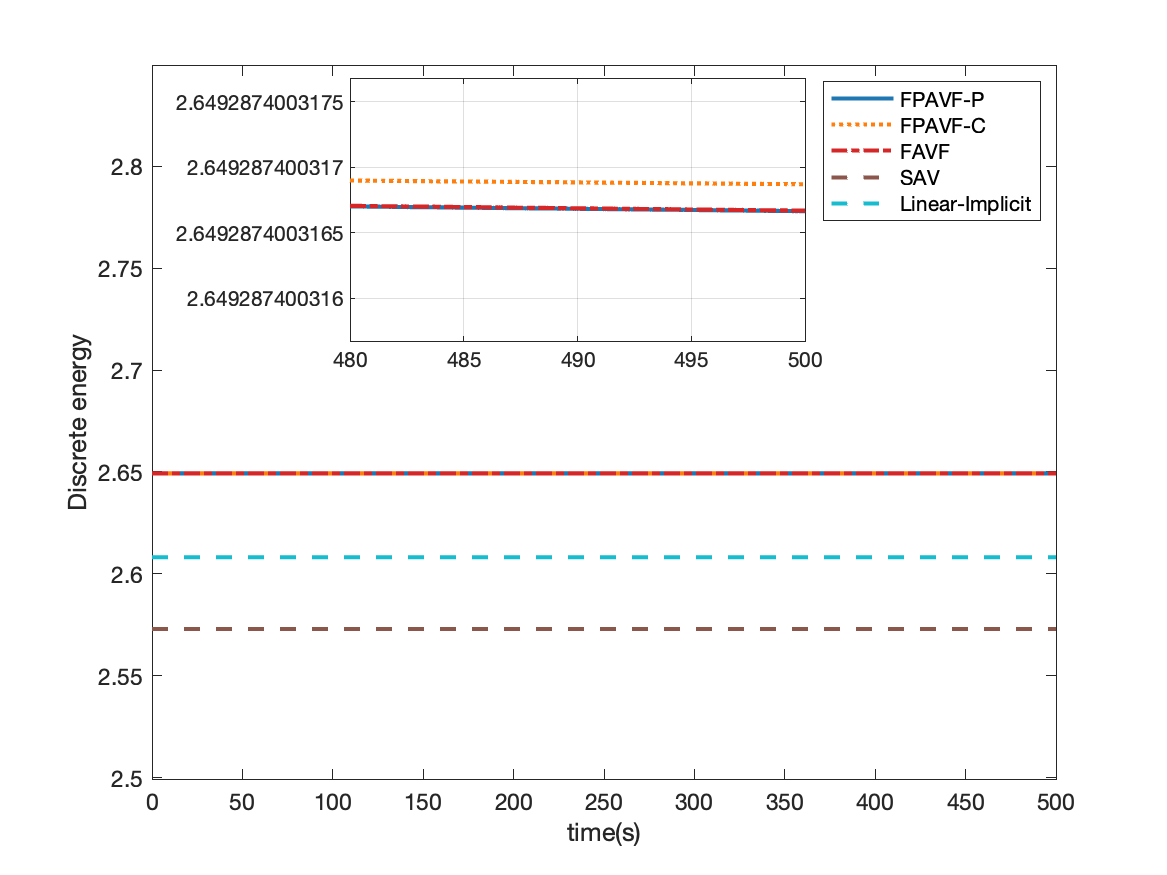 2.6492874003175
2.649287400317
2.6492874003165
2.649287400316
480 485 490 495 500
FPAVF-P
FPAVF-C
FAVF
SAV
Linear-Implicit
2.8
2.75
2.7
2.65
2.6
2.55
2.5
Discrete energy
0 50 100 150 200 250 300 350 400 450 500
time(s)